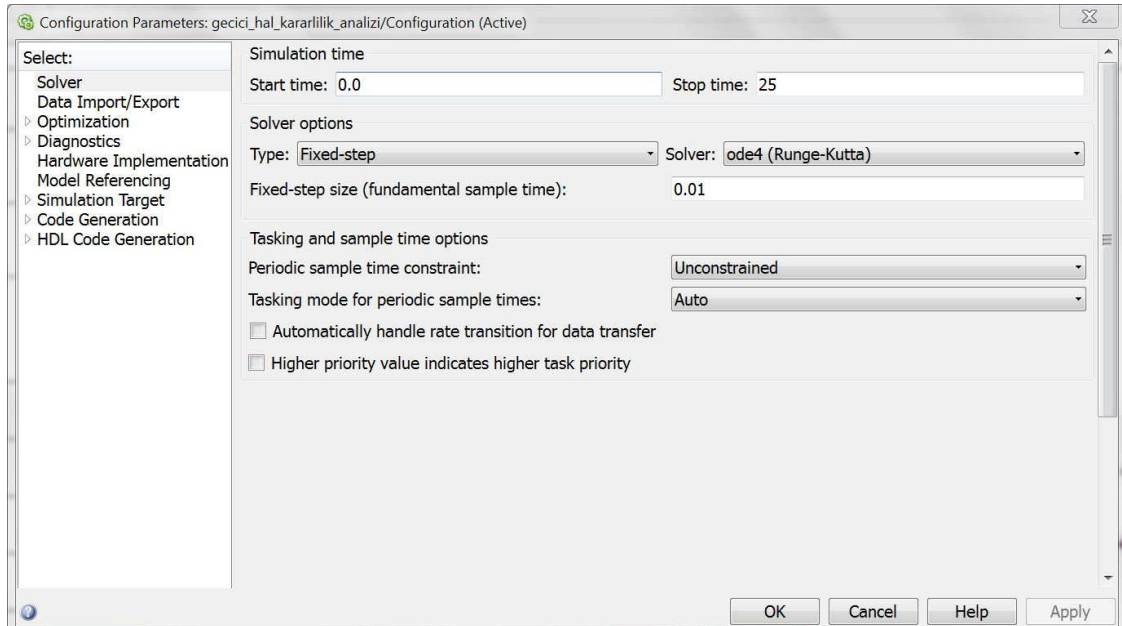 Configuration Parameters: gecici_hal_kararlilik_analizi/Configuration (Active)
Select:
Solver
Data Import/Export
Optimization
Diagnostics
Hardware Implementation
Model Referencing
Simulation Target
Code Generation
HDL Code Generation
Simulation time
Start time: 0.0 Stop time: 25
Solver options
Type: Fixed-step Solver: ode4 (Runge-Kutta)
Fixed-step size (fundamental sample time): 0.01
Tasking and sample time options
Periodic sample time constraint: Unconstrained
Tasking mode for periodic sample times: Auto
Automatically handle rate transition for data transfer
Higher priority value indicates higher task priority
OK Cancel Help Apply